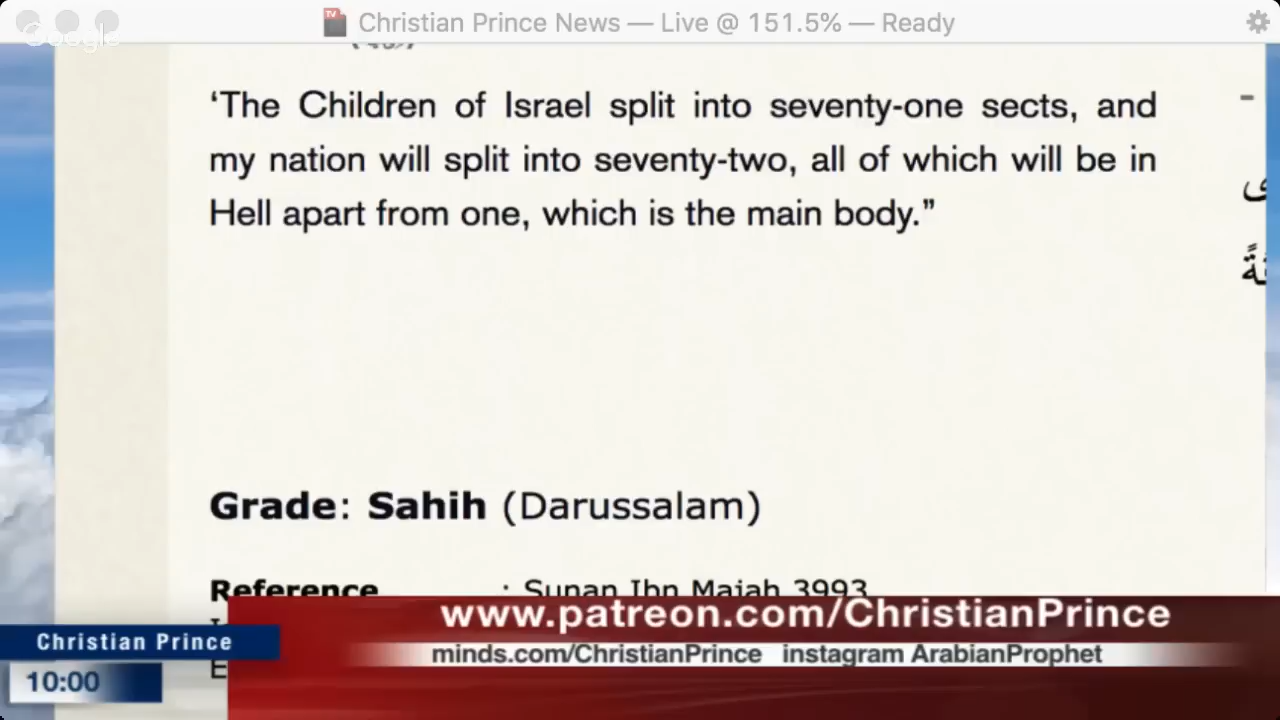 Christian Prince News — Live @ 151.5% — Ready
Google
‘The Children of Israel split into seventy-one sects, and
my nation will split into seventy-two, all of which will be in
Hell apart from one, which is the main body.”
Grade: Sahih (Darussalam)
Reference : Sunan Ibn Majah 3993
www.patreon.com/ChristianPrince
Christian Prince
minds.com/ChristianPrince instagram ArabianProphet
10:00